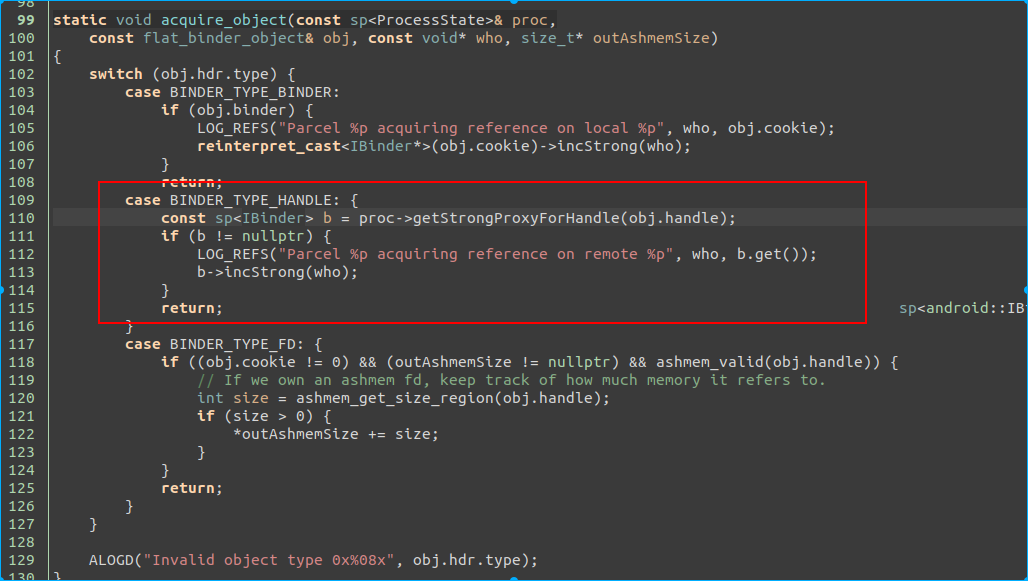 98
99 static void acquire_object(const sp<ProcessState>& proc,
100     const flat_binder_object& obj, const void* who, size_t* outAshmemSize)
101 {
102     switch (obj.hdr.type) {
103         case BINDER_TYPE_BINDER:
104             if (obj.binder) {
105                 LOG_REFS("Parcel %p acquiring reference on local %p", who, obj.cookie);
106                 reinterpret_cast<IBinder*>(obj.cookie)->incStrong(who);
107             }
108             return;
109         case BINDER_TYPE_HANDLE: {
110             const sp<IBinder> b = proc->getStrongProxyForHandle(obj.handle);
111             if (b != nullptr) {
112                 LOG_REFS("Parcel %p acquiring reference on remote %p", who, b.get());
113                 b->incStrong(who);
114             }
115             return; sp<android::IB
116         }
117         case BINDER_TYPE_FD: {
118             if ((obj.cookie != 0) && (outAshmemSize != nullptr) && ashmem_valid(obj.handle)) {
119                 // If we own an ashmem fd, keep track of how much memory it refers to.
120                 int size = ashmem_get_size_region(obj.handle);
121                 if (size > 0) {
122                     *outAshmemSize += size;
123                 }
124             }
125             return;
126         }
127     }
128
129     ALOGD("Invalid object type 0x%08x", obj.hdr.type);
130 }